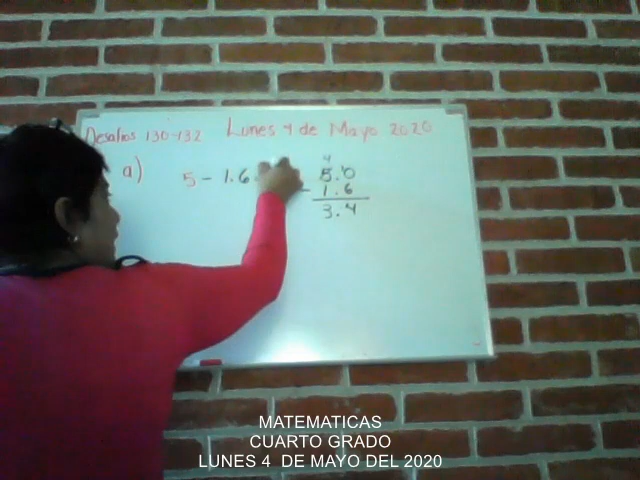 Desafios 130-132 Lunes 4 de Mayo 2020
a) 5 - 1.6
4
5.0
- 1.6
3.4
MATEMATICAS
CUARTO GRADO
LUNES 4 DE MAYO DEL 2020